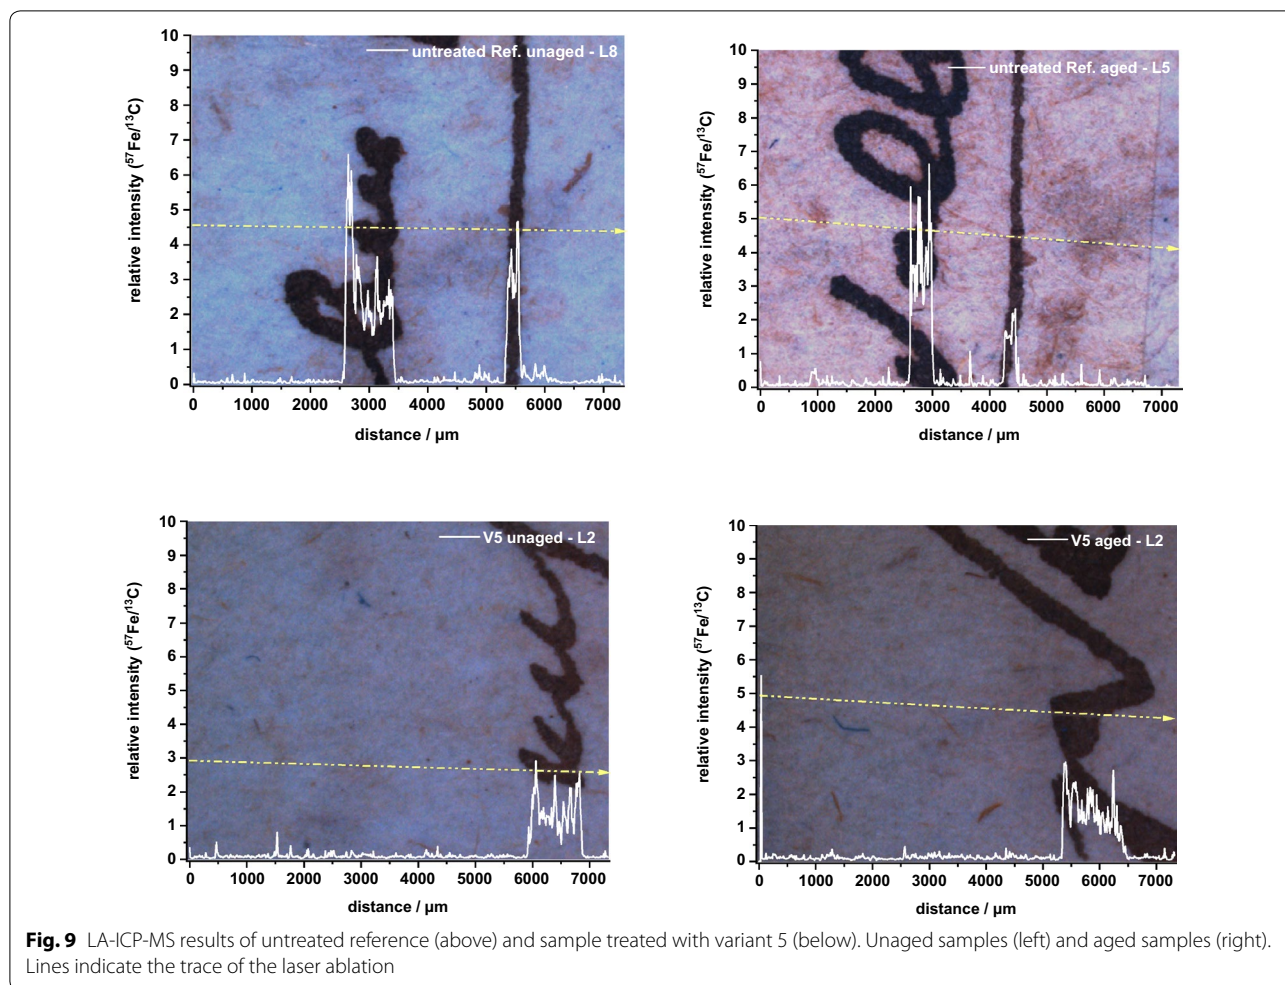 untreated Ref. unaged - L8
relative intensity (⁵⁷Fe/¹³C)
10
9
8
7
6
5
4
3
2
1
0
0 1000 2000 3000 4000 5000 6000 7000
distance / µm
untreated Ref. aged - L5
relative intensity (⁵⁷Fe/¹³C)
10
9
8
7
6
5
4
3
2
1
0
0 1000 2000 3000 4000 5000 6000 7000
distance / µm
V5 unaged - L2
relative intensity (⁵⁷Fe/¹³C)
10
9
8
7
6
5
4
3
2
1
0
0 1000 2000 3000 4000 5000 6000 7000
distance / µm
V5 aged - L2
relative intensity (⁵⁷Fe/¹³C)
10
9
8
7
6
5
4
3
2
1
0
0 1000 2000 3000 4000 5000 6000 7000
distance / µm
Fig. 9 LA-ICP-MS results of untreated reference (above) and sample treated with variant 5 (below). Unaged samples (left) and aged samples (right).
Lines indicate the trace of the laser ablation